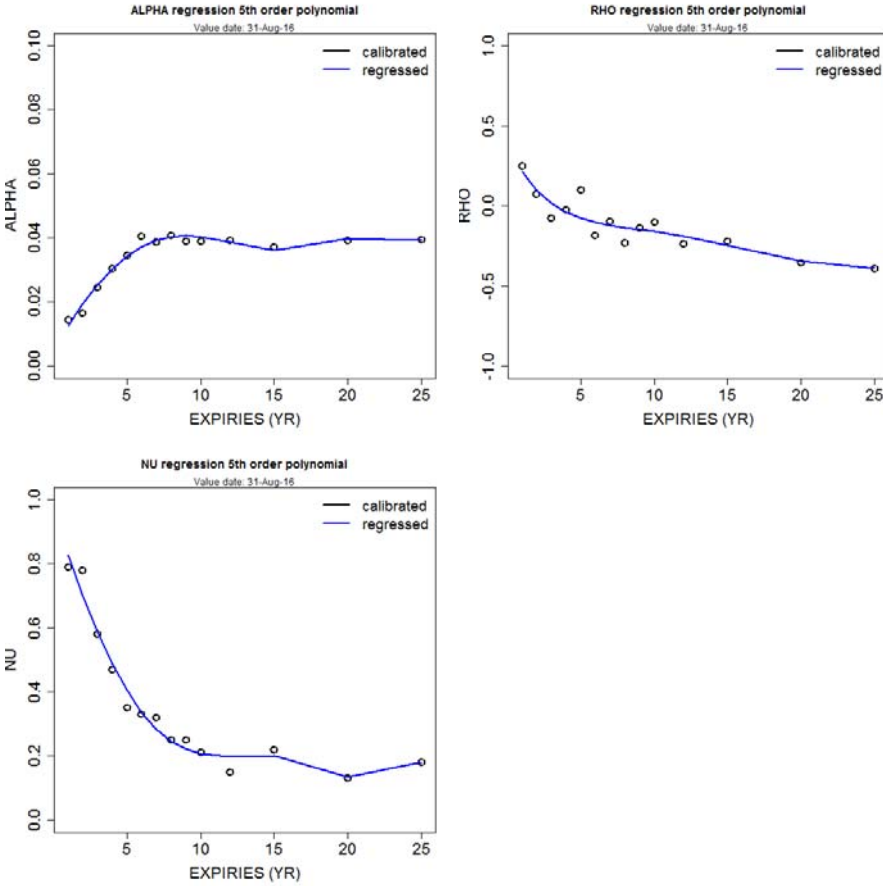 ALPHA regression 5th order polynomial
Value date: 31-Aug-16
calibrated
regressed
0.10
0.08
0.06
0.04
0.02
0.00
ALPHA
5
10
15
20
25
EXPIRIES (YR)
RHO regression 5th order polynomial
Value date: 31-Aug-16
calibrated
regressed
1.0
0.5
0.0
-0.5
-1.0
RHO
5
10
15
20
25
EXPIRIES (YR)
NU regression 5th order polynomial
Value date: 31-Aug-16
calibrated
regressed
1.0
0.8
0.6
0.4
0.2
0.0
NU
5
10
15
20
25
EXPIRIES (YR)